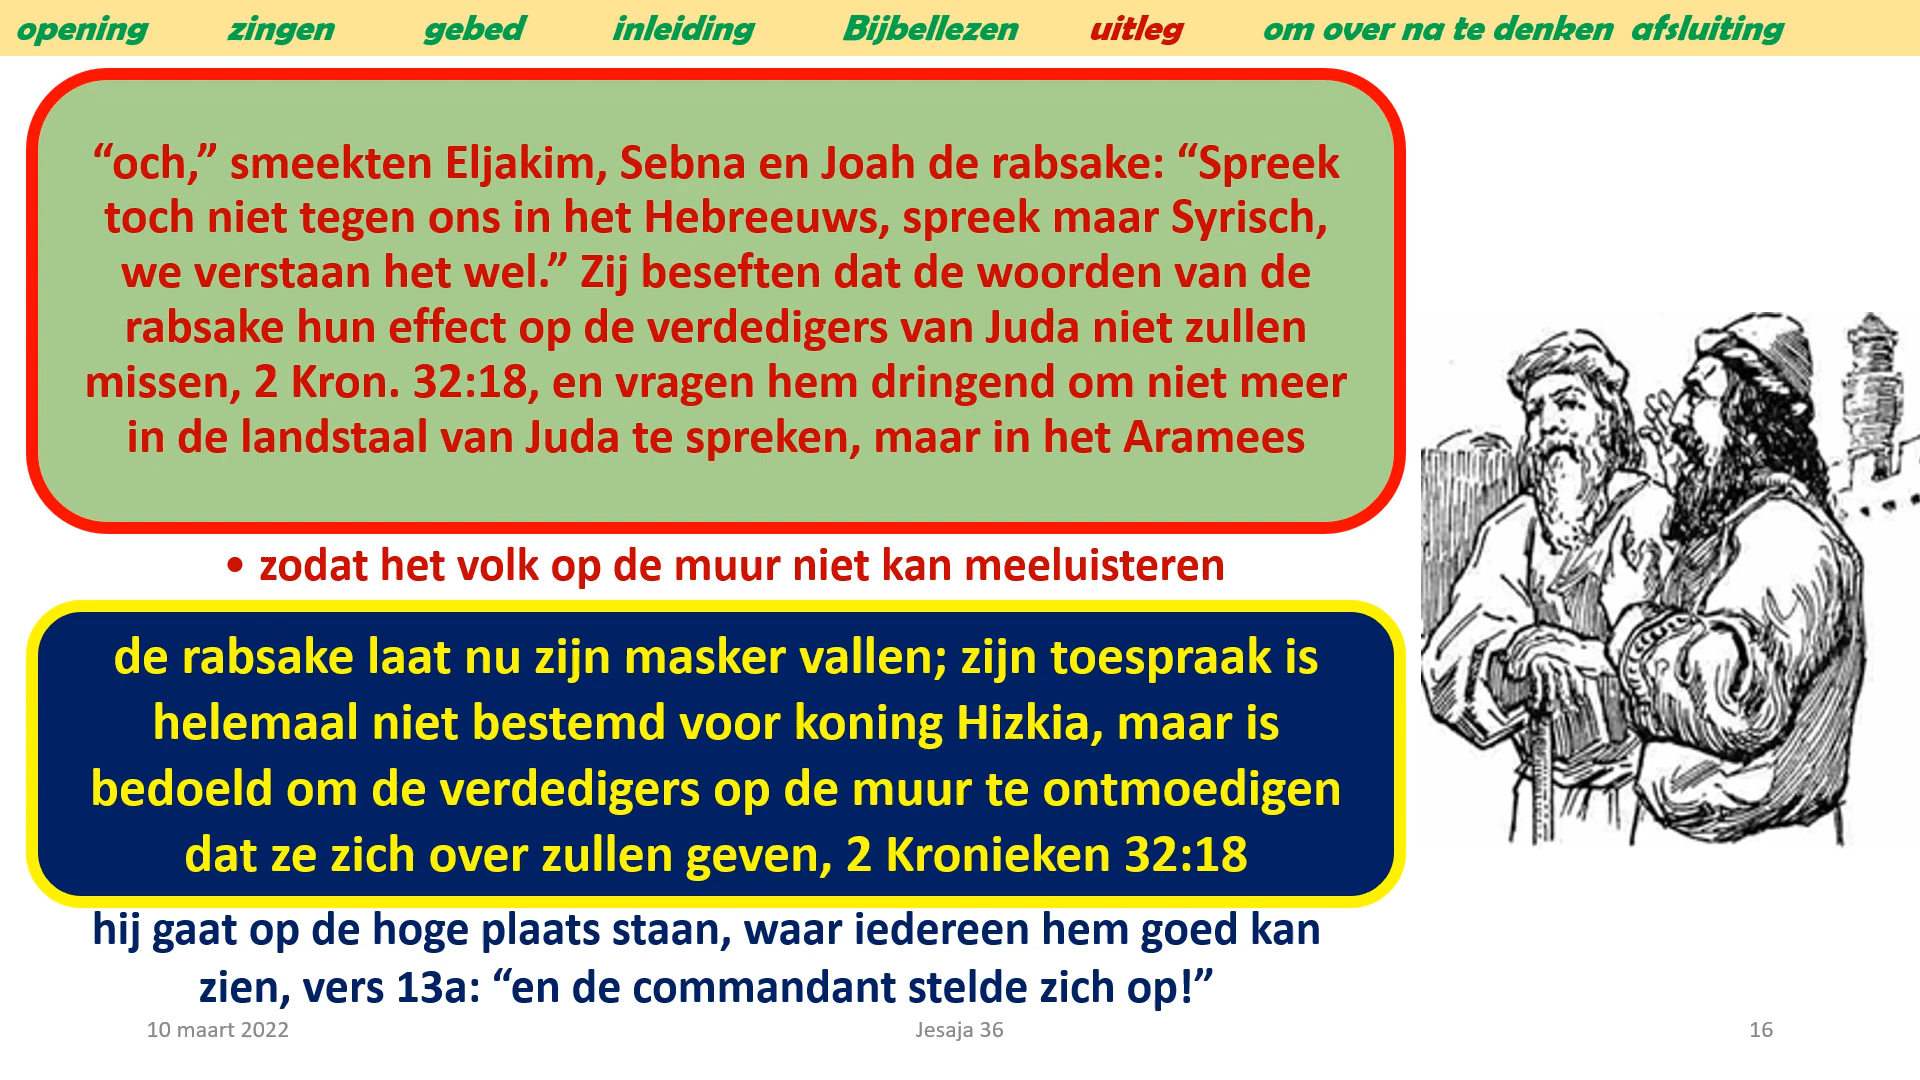 opening zingen gebed inleiding Bijbellezen uitleg om over na te denken afsluiting
“och,” smeekten Eljakim, Sebna en Joah de rabsake: “Spreek
toch niet tegen ons in het Hebreeuws, spreek maar Syrisch,
we verstaan het wel.” Zij beseften dat de woorden van de
rabsake hun effect op de verdedigers van Juda niet zullen
missen, 2 Kron. 32:18, en vragen hem dringend om niet meer
in de landstaal van Juda te spreken, maar in het Aramees
• zodat het volk op de muur niet kan meeluisteren
de rabsake laat nu zijn masker vallen; zijn toespraak is
helemaal niet bestemd voor koning Hizkia, maar is
bedoeld om de verdedigers op de muur te ontmoedigen
dat ze zich over zullen geven, 2 Kronieken 32:18
hij gaat op de hoge plaats staan, waar iedereen hem goed kan
zien, vers 13a: “en de commandant stelde zich op!”
10 maart 2022 Jesaja 36 16